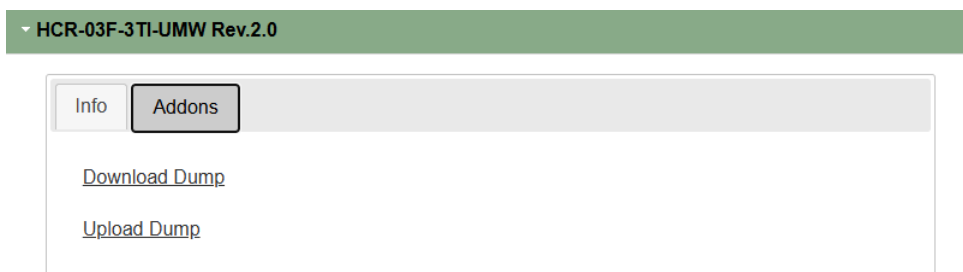 HCR-03F-3TI-UMW Rev.2.0
Info Addons
Download Dump
Upload Dump